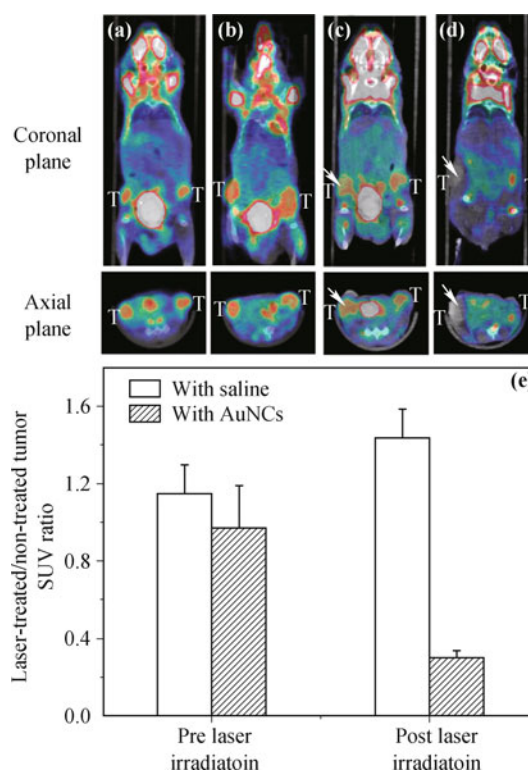 (a) (b) (c) (d)
Coronal
plane
T T T T T T T
Axial
plane
T T T T T T T T
(e)
With saline
With AuNCs
Laser-treated/non-treated tumor
SUV ratio
1.6
1.2
0.8
0.4
0.0
Pre laser
irradiatoin
Post laser
irradiatoin